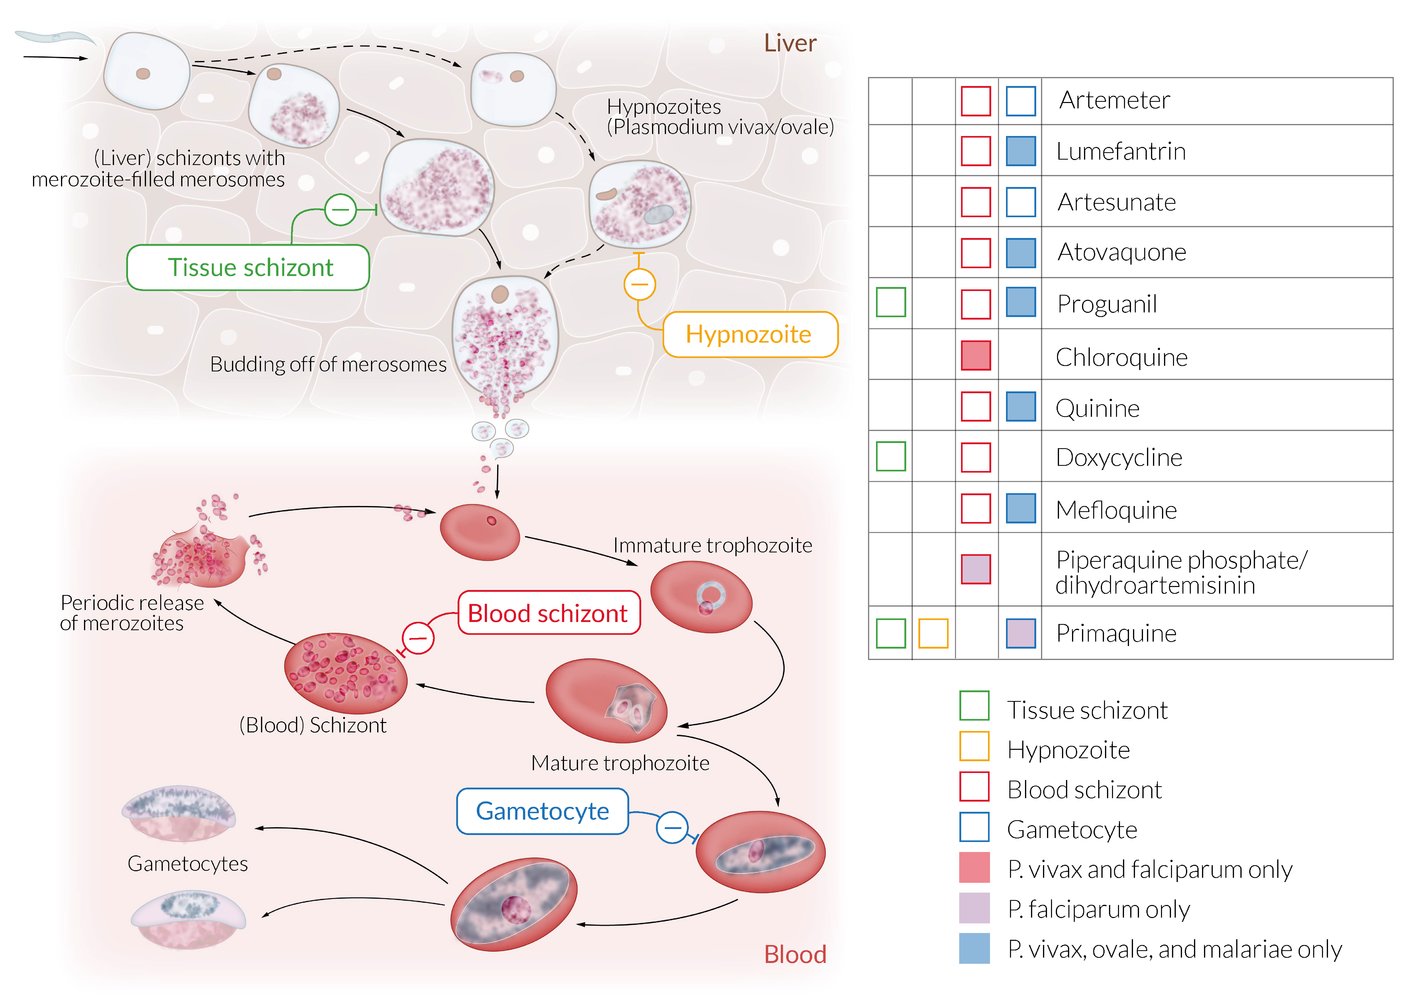 Liver
Hypnozoites
(Plasmodium vivax/ovale)
(Liver) schizonts with
merozoite-filled merosomes
Tissue schizont
Hypnozoite
Budding off of merosomes
Immature trophozoite
Blood schizont
Periodic release
of merozoites
(Blood) Schizont
Mature trophozoite
Gametocyte
Gametocytes
Blood
Artemeter
Lumefantrin
Artesunate
Atovaquone
Proguanil
Chloroquine
Quinine
Doxycycline
Mefloquine
Piperaquine phosphate/
dihydroartemisinin
Primaquine
Tissue schizont
Hypnozoite
Blood schizont
Gametocyte
P. vivax and falciparum only
P. falciparum only
P. vivax, ovale, and malariae only